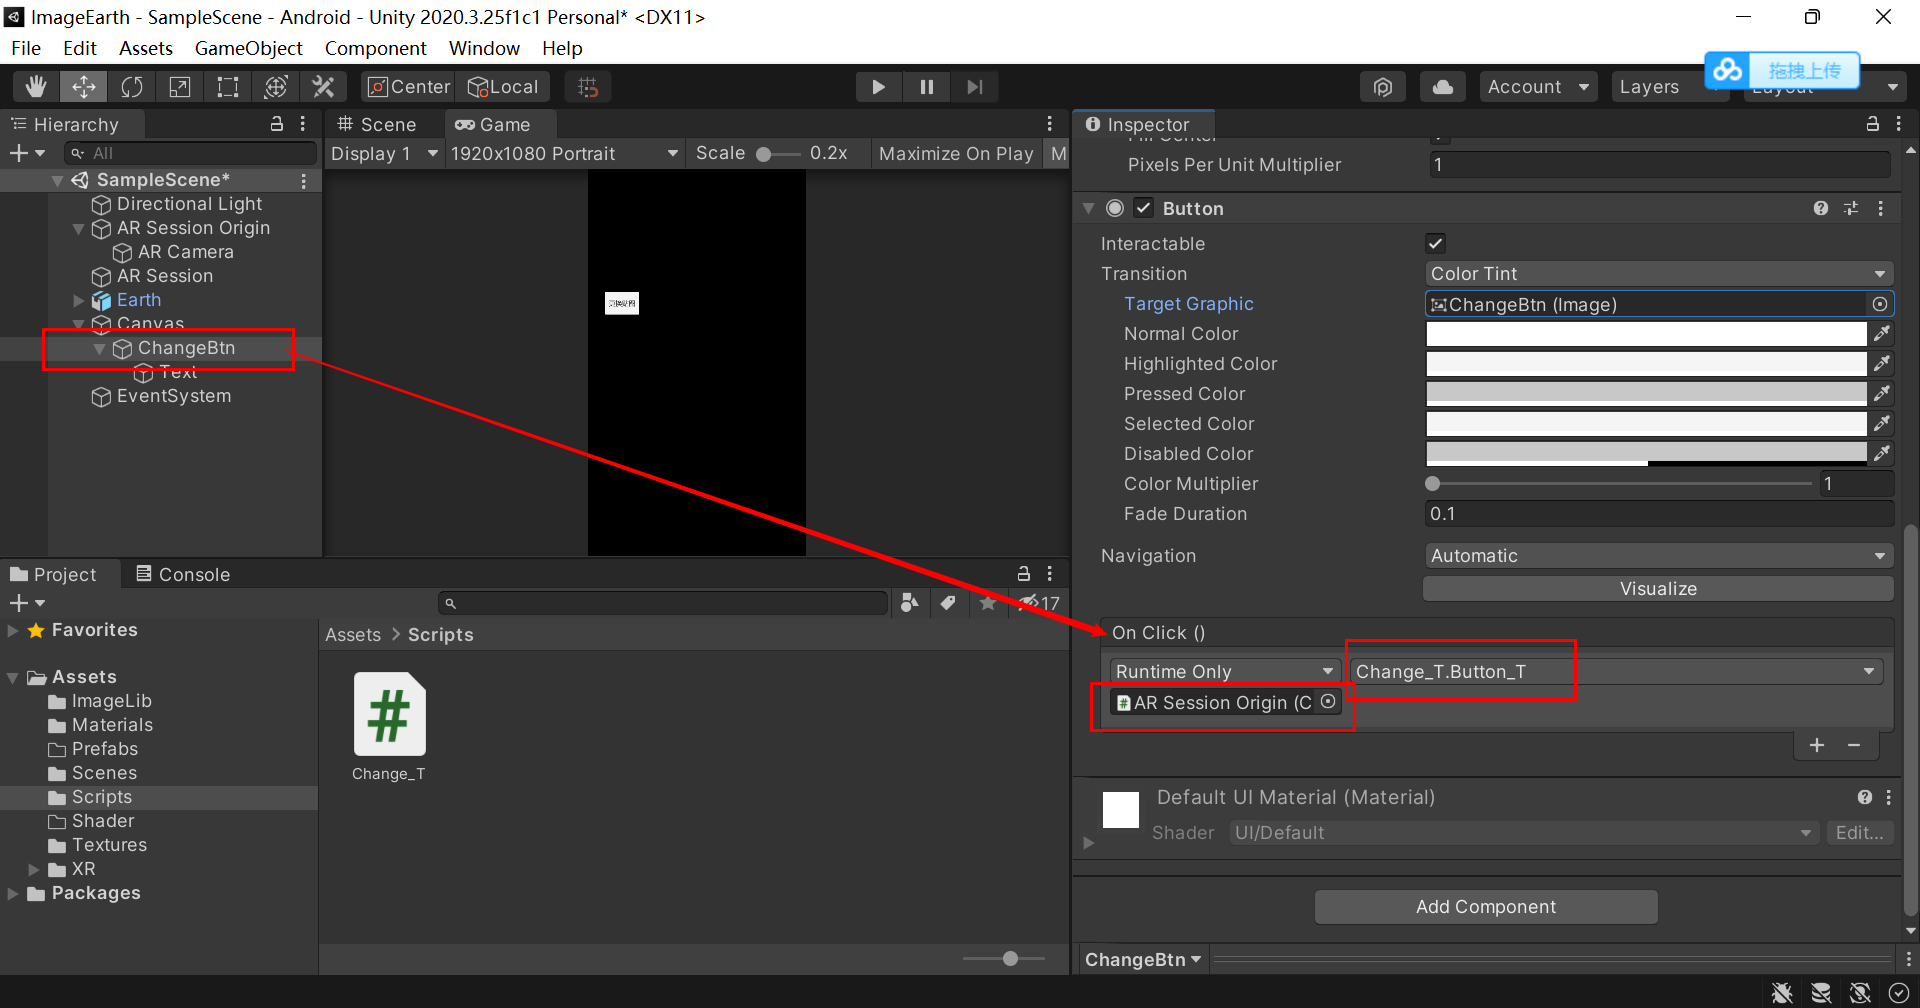 ImageEarth - SampleScene - Android - Unity 2020.3.25f1c1 Personal* <DX11>
File Edit Assets GameObject Component Window Help
拖拽上传
Center Local Account Layers Layout
Hierarchy
All
SampleScene*
Directional Light
AR Session Origin
AR Camera
AR Session
Earth
Canvas
ChangeBtn
Text
EventSystem
Scene Game
Display 1 1920x1080 Portrait Scale 0.2x Maximize On Play M
Inspector
Fill Center
Pixels Per Unit Multiplier 1
Button
Interactable
Transition Color Tint
Target Graphic ChangeBtn (Image)
Normal Color
Highlighted Color
Pressed Color
Selected Color
Disabled Color
Color Multiplier 1
Fade Duration 0.1
Navigation Automatic
Visualize
On Click ()
Runtime Only Change_T.Button_T
AR Session Origin (C
Default UI Material (Material)
Shader UI/Default Edit...
Add Component
ChangeBtn
Project Console
17
Favorites
Assets
ImageLib
Materials
Prefabs
Scenes
Scripts
Shader
Textures
XR
Packages
Assets > Scripts
#
Change_T